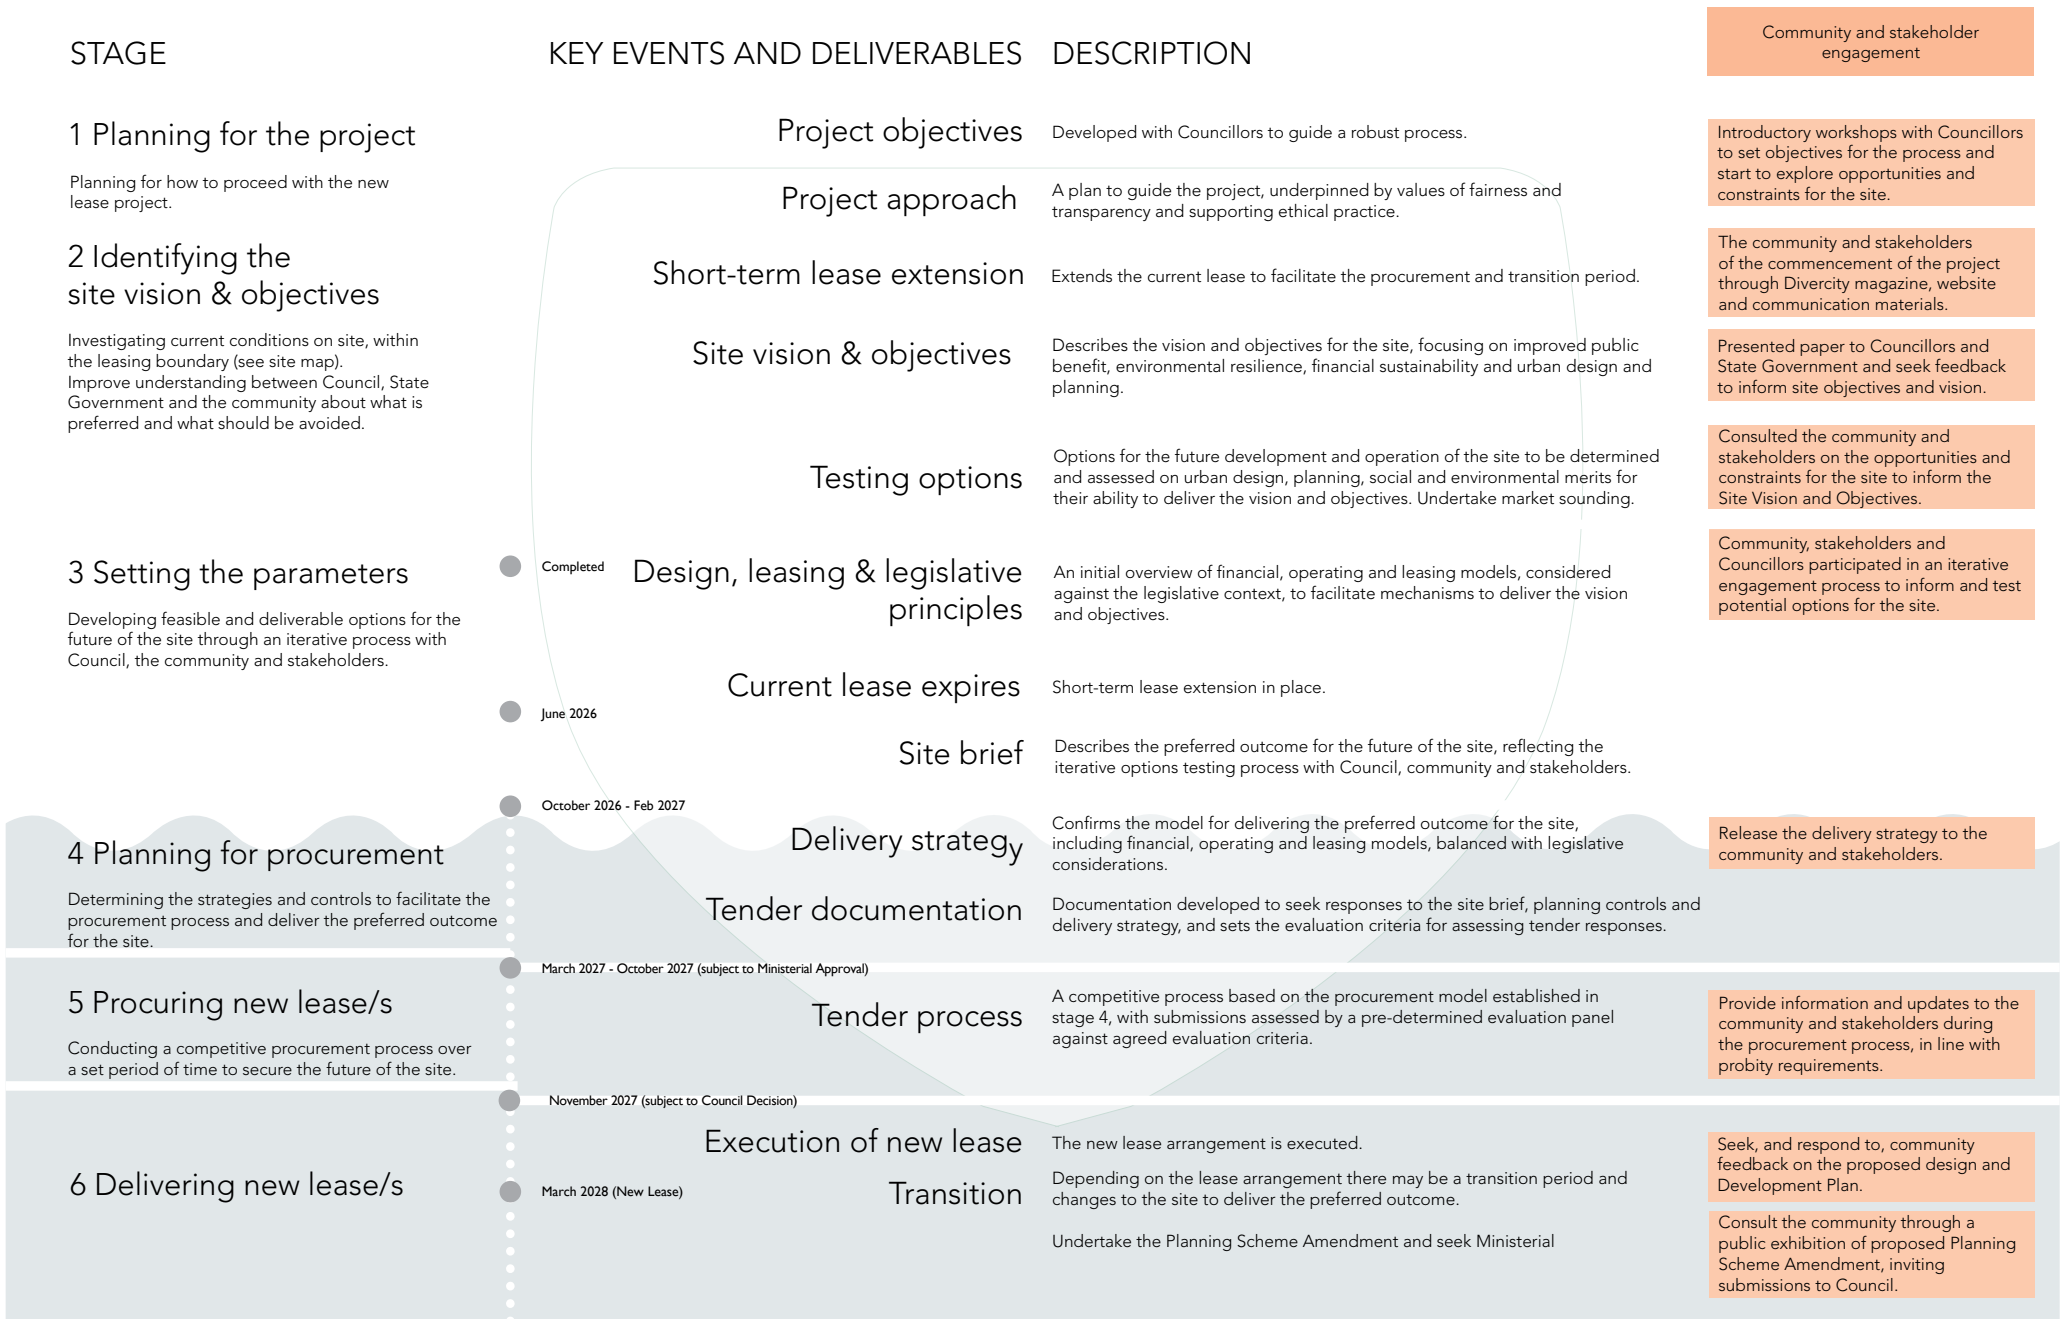 STAGE
KEY EVENTS AND DELIVERABLES
DESCRIPTION
Community and stakeholder
engagement
1 Planning for the project
Planning for how to proceed with the new
lease project.
Project objectives
Developed with Councillors to guide a robust process.
Introductory workshops with Councillors
to set objectives for the process and
start to explore opportunities and
constraints for the site.
Project approach
A plan to guide the project, underpinned by values of fairness and
transparency and supporting ethical practice.
2 Identifying the
site vision & objectives
Investigating current conditions on site, within
the leasing boundary (see site map).
Improve understanding between Council, State
Government and the community about what is
preferred and what should be avoided.
Short-term lease extension
Extends the current lease to facilitate the procurement and transition period.
The community and stakeholders
of the commencement of the project
through Divercity magazine, website
and communication materials.
Site vision & objectives
Describes the vision and objectives for the site, focusing on improved public
benefit, environmental resilience, financial sustainability and urban design and
planning.
Presented paper to Councillors and
State Government and seek feedback
to inform site objectives and vision.
Testing options
Options for the future development and operation of the site to be determined
and assessed on urban design, planning, social and environmental merits for
their ability to deliver the vision and objectives. Undertake market sounding.
Consulted the community and
stakeholders on the opportunities and
constraints for the site to inform the
Site Vision and Objectives.
3 Setting the parameters
Developing feasible and deliverable options for the
future of the site through an iterative process with
Council, the community and stakeholders.
Completed
Design, leasing & legislative
principles
An initial overview of financial, operating and leasing models, considered
against the legislative context, to facilitate mechanisms to deliver the vision
and objectives.
Community, stakeholders and
Councillors participated in an iterative
engagement process to inform and test
potential options for the site.
Current lease expires
Short-term lease extension in place.
June 2026
Site brief
Describes the preferred outcome for the future of the site, reflecting the
iterative options testing process with Council, community and stakeholders.
October 2026 - Feb 2027
4 Planning for procurement
Determining the strategies and controls to facilitate the
procurement process and deliver the preferred outcome
for the site.
Delivery strategy
Confirms the model for delivering the preferred outcome for the site,
including financial, operating and leasing models, balanced with legislative
considerations.
Release the delivery strategy to the
community and stakeholders.
Tender documentation
Documentation developed to seek responses to the site brief, planning controls and
delivery strategy, and sets the evaluation criteria for assessing tender responses.
March 2027 - October 2027 (subject to Ministerial Approval)
5 Procuring new lease/s
Conducting a competitive procurement process over
a set period of time to secure the future of the site.
Tender process
A competitive process based on the procurement model established in
stage 4, with submissions assessed by a pre-determined evaluation panel
against agreed evaluation criteria.
Provide information and updates to the
community and stakeholders during
the procurement process, in line with
probity requirements.
November 2027 (subject to Council Decision)
6 Delivering new lease/s
Execution of new lease
The new lease arrangement is executed.
Seek, and respond to, community
feedback on the proposed design and
Development Plan.
March 2028 (New Lease)
Transition
Depending on the lease arrangement there may be a transition period and
changes to the site to deliver the preferred outcome.
Undertake the Planning Scheme Amendment and seek Ministerial
Consult the community through a
public exhibition of proposed Planning
Scheme Amendment, inviting
submissions to Council.